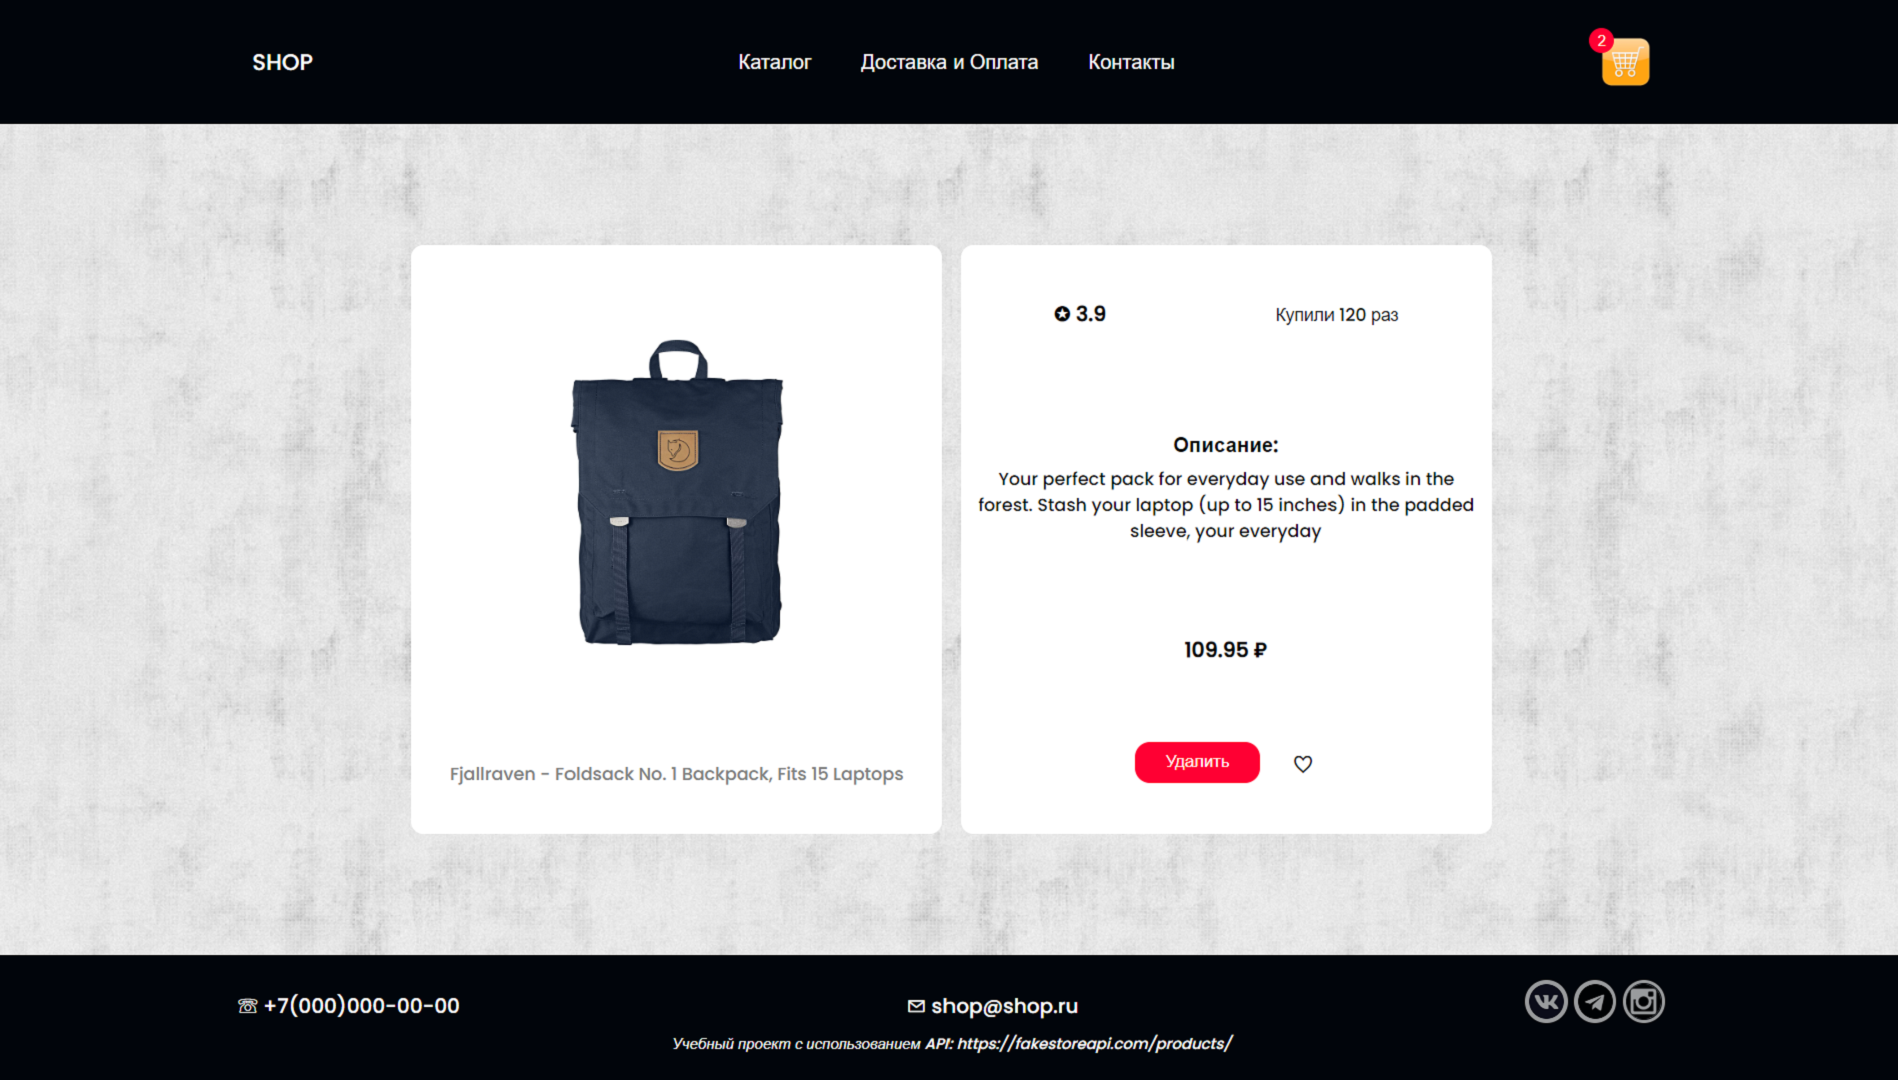 SHOP
Каталог
Доставка и Оплата
Контакты
2
✪ 3.9
Купили 120 раз
Описание:
Your perfect pack for everyday use and walks in the
forest. Stash your laptop (up to 15 inches) in the padded
sleeve, your everyday
109.95 ₽
Удалить
Fjallraven - Foldsack No. 1 Backpack, Fits 15 Laptops
☏ +7(000)000-00-00
🖂 shop@shop.ru
Учебный проект с использованием API: https://fakestoreapi.com/products/